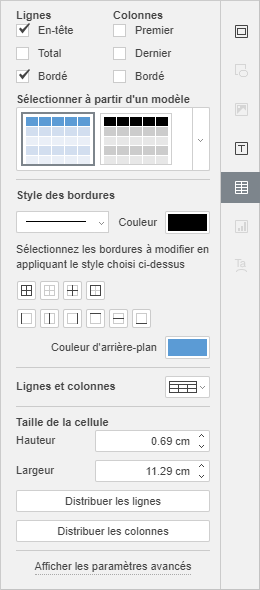 Lignes Colonnes
En-tête Premier
Total Dernier
Bordé Bordé
Sélectionner à partir d'un modèle
Style des bordures
Couleur
Sélectionnez les bordures à modifier en
appliquant le style choisi ci-dessus
Couleur d'arrière-plan
Lignes et colonnes
Taille de la cellule
Hauteur 0.69 cm
Largeur 11.29 cm
Distribuer les lignes
Distribuer les colonnes
Afficher les paramètres avancés
T
Ta